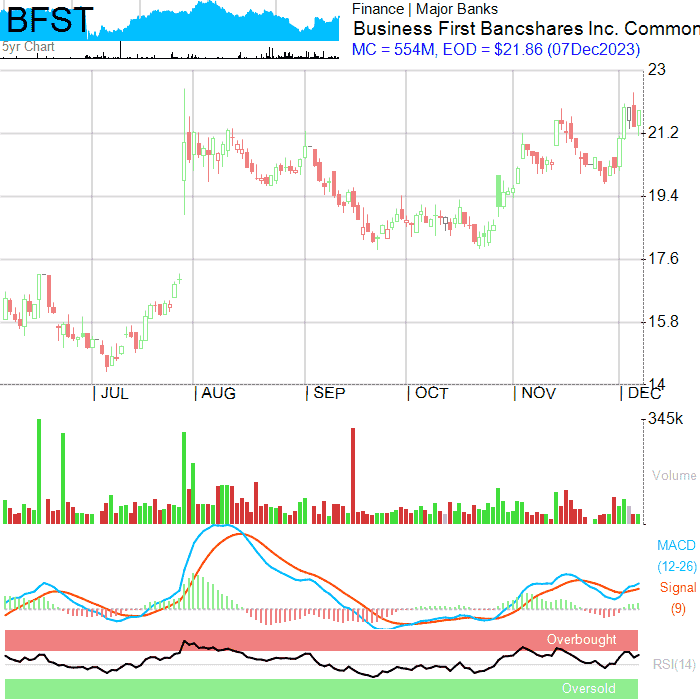 BFST
5yr Chart
Finance | Major Banks
Business First Bancshares Inc. Common
MC = 554M, EOD = $21.86 (07Dec2023)
23
21.2
19.4
17.6
15.8
14
| JUL | AUG | SEP | OCT | NOV | DEC
345k
Volume
MACD
(12-26)
Signal
(9)
Overbought
RSI(14)
Oversold